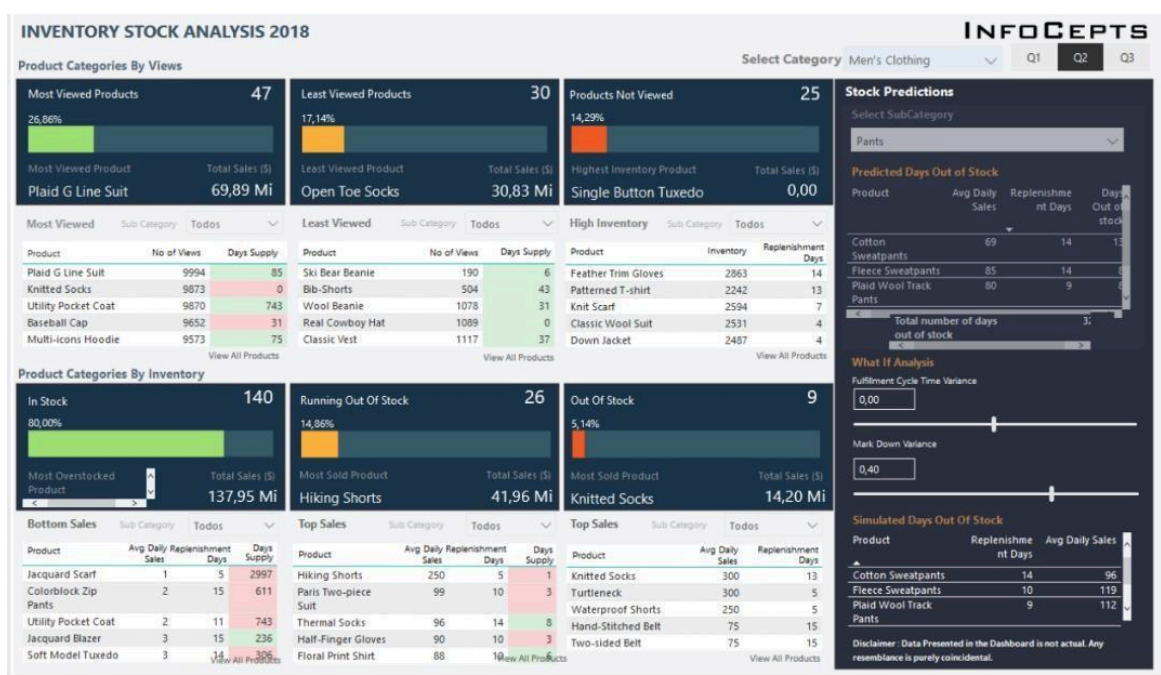 INVENTORY STOCK ANALYSIS 2018
INFOCEPTS
Product Categories By Views
Select Category Men's Clothing
Q1 Q2 Q3
Most Viewed Products 47
26,86%
Most Viewed Product Total Sales ($)
Plaid G Line Suit 69,89 Mi
Least Viewed Products 30
17,14%
Least Viewed Product Total Sales ($)
Open Toe Socks 30,83 Mi
Products Not Viewed 25
14,29%
Highest Inventory Product Total Sales ($)
Single Button Tuxedo 0,00
Most Viewed Sub Category Todos
Product No of Views Days Supply
Plaid G Line Suit 9994 85
Knitted Socks 9873 0
Utility Pocket Coat 9870 743
Baseball Cap 9652 31
Multi-icons Hoodie 9573 75
View All Products
Least Viewed Sub Category Todos
Product No of Views Days Supply
Ski Bear Beanie 190 6
Bib-Shorts 504 43
Wool Beanie 1078 31
Real Cowboy Hat 1089 0
Classic Vest 1117 37
View All Products
High Inventory Sub Category Todos
Product Inventory Replenishment
Days
Feather Trim Gloves 2863 14
Patterned T-shirt 2242 13
Knit Scarf 2594 7
Classic Wool Suit 2531 4
Down Jacket 2487 4
View All Products
Product Categories By Inventory
In Stock 140
80,00%
Most Overstocked
Product
Total Sales ($)
137,95 Mi
Running Out Of Stock 26
14,86%
Most Sold Product Total Sales ($)
Hiking Shorts 41,96 Mi
Out Of Stock 9
5,14%
Most Sold Product Total Sales ($)
Knitted Socks 14,20 Mi
Bottom Sales Sub Category Todos
Product Avg Daily Replenishment Days
Sales Days Supply
Jacquard Scarf 1 5 2997
Colorblock Zip 2 15 611
Pants
Utility Pocket Coat 2 11 743
Jacquard Blazer 3 15 236
Soft Model Tuxedo 3 14 306
View All Products
Top Sales Sub Category Todos
Product Avg Daily Replenishment Days
Sales Days Supply
Hiking Shorts 250 5 1
Paris Two-piece 99 10 3
Suit
Thermal Socks 96 14 8
Half-Finger Gloves 90 10 3
Floral Print Shirt 88 10 6
View All Products
Top Sales Sub Category Todos
Product Avg Daily Replenishment
Sales Days
Knitted Socks 300 13
Turtleneck 300 5
Waterproof Shorts 250 5
Hand-Stitched Belt 75 15
Two-sided Belt 75 15
View All Products
Stock Predictions
Select SubCategory
Pants
Predicted Days Out of Stock
Product Avg Daily Replenishme Days
Sales nt Days Out of
stock
Cotton 69 14 13
Sweatpants
Fleece Sweatpants 85 14
Plaid Wool Track 80 9
Pants
Total number of days
out of stock
What If Analysis
Fulfillment Cycle Time Variance
0,00
Mark Down Variance
0,40
Simulated Days Out Of Stock
Product Replenishme Avg Daily Sales
nt Days
Cotton Sweatpants 14 96
Fleece Sweatpants 10 119
Plaid Wool Track 9 112
Pants
Disclaimer : Data Presented in the Dashboard is not actual. Any
resemblance is purely coincidental.